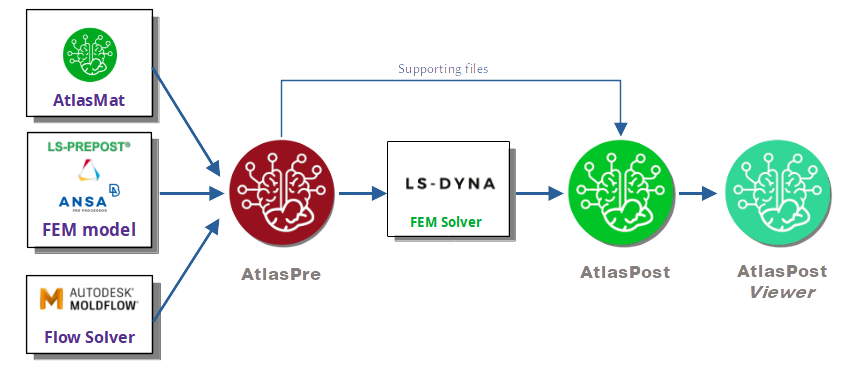 AtlasMat
LS-PREPOST®
ANSA
PRE PROCESSOR
FEM model
AUTODESK®
MOLDFLOW®
Flow Solver
AtlasPre
Supporting files
LS-DYNA
FEM Solver
AtlasPost
AtlasPost
Viewer